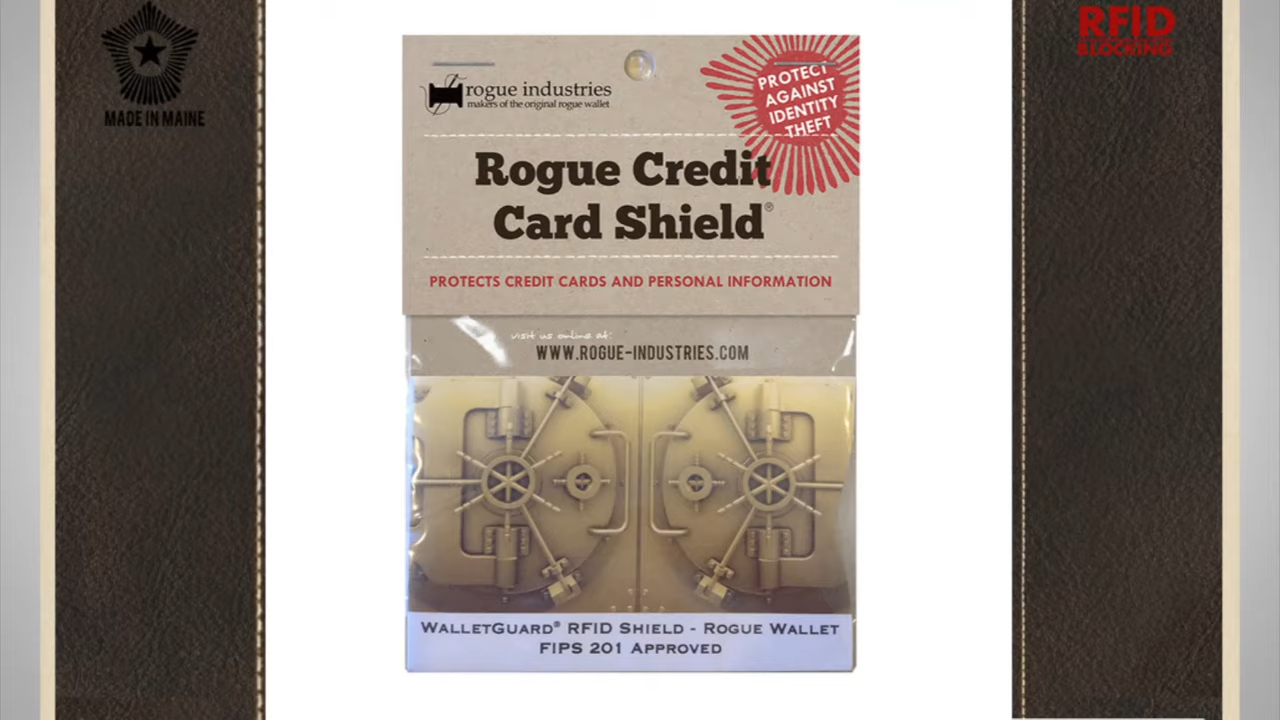 MADE IN MAINE
RFID
BLOCKING
rogue industries
makers of the original rogue wallet
PROTECT
AGAINST
IDENTITY
THEFT
Rogue Credit
Card Shield®
PROTECTS CREDIT CARDS AND PERSONAL INFORMATION
visit us online at:
WWW.ROGUE-INDUSTRIES.COM
WALLETGUARD® RFID SHIELD - ROGUE WALLET
FIPS 201 APPROVED